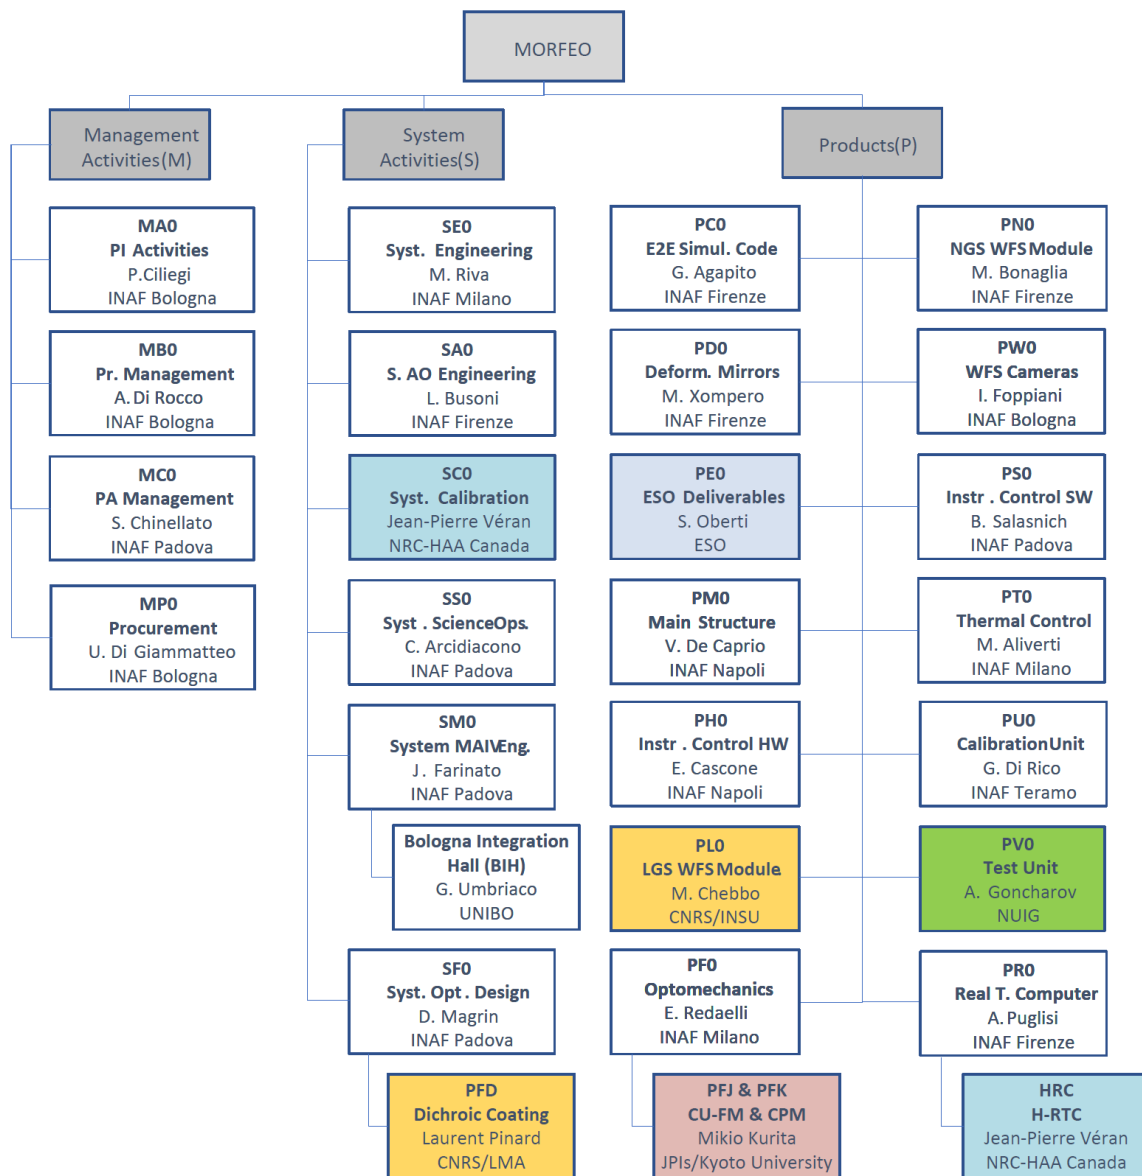 MORFEO
Management
Activities(M)
System
Activities(S)
Products(P)
MA0
PI Activities
P.Ciliegi
INAF Bologna
MB0
Pr. Management
A. Di Rocco
INAF Bologna
MC0
PA Management
S. Chinellato
INAF Padova
MP0
Procurement
U. Di Giammatteo
INAF Bologna
SE0
Syst. Engineering
M. Riva
INAF Milano
SA0
S. AO Engineering
L. Busoni
INAF Firenze
SC0
Syst. Calibration
Jean-Pierre Véran
NRC-HAA Canada
SS0
Syst . ScienceOps.
C. Arcidiacono
INAF Padova
SM0
System MAIVEng.
J. Farinato
INAF Padova
Bologna Integration
Hall (BIH)
G. Umbriaco
UNIBO
SF0
Syst. Opt . Design
D. Magrin
INAF Padova
PFD
Dichroic Coating
Laurent Pinard
CNRS/LMA
PC0
E2E Simul. Code
G. Agapito
INAF Firenze
PD0
Deform. Mirrors
M. Xompero
INAF Firenze
PE0
ESO Deliverables
S. Oberti
ESO
PM0
Main Structure
V. De Caprio
INAF Napoli
PH0
Instr . Control HW
E. Cascone
INAF Napoli
PL0
LGS WFS Module
M. Chebbo
CNRS/INSU
PF0
Optomechanics
E. Redaelli
INAF Milano
PFJ & PFK
CU-FM & CPM
Mikio Kurita
JPIs/Kyoto University
PN0
NGS WFS Module
M. Bonaglia
INAF Firenze
PW0
WFS Cameras
I. Foppiani
INAF Bologna
PS0
Instr . Control SW
B. Salasnich
INAF Padova
PT0
Thermal Control
M. Aliverti
INAF Milano
PU0
CalibrationUnit
G. Di Rico
INAF Teramo
PV0
Test Unit
A. Goncharov
NUIG
PR0
Real T. Computer
A. Puglisi
INAF Firenze
HRC
H-RTC
Jean-Pierre Véran
NRC-HAA Canada